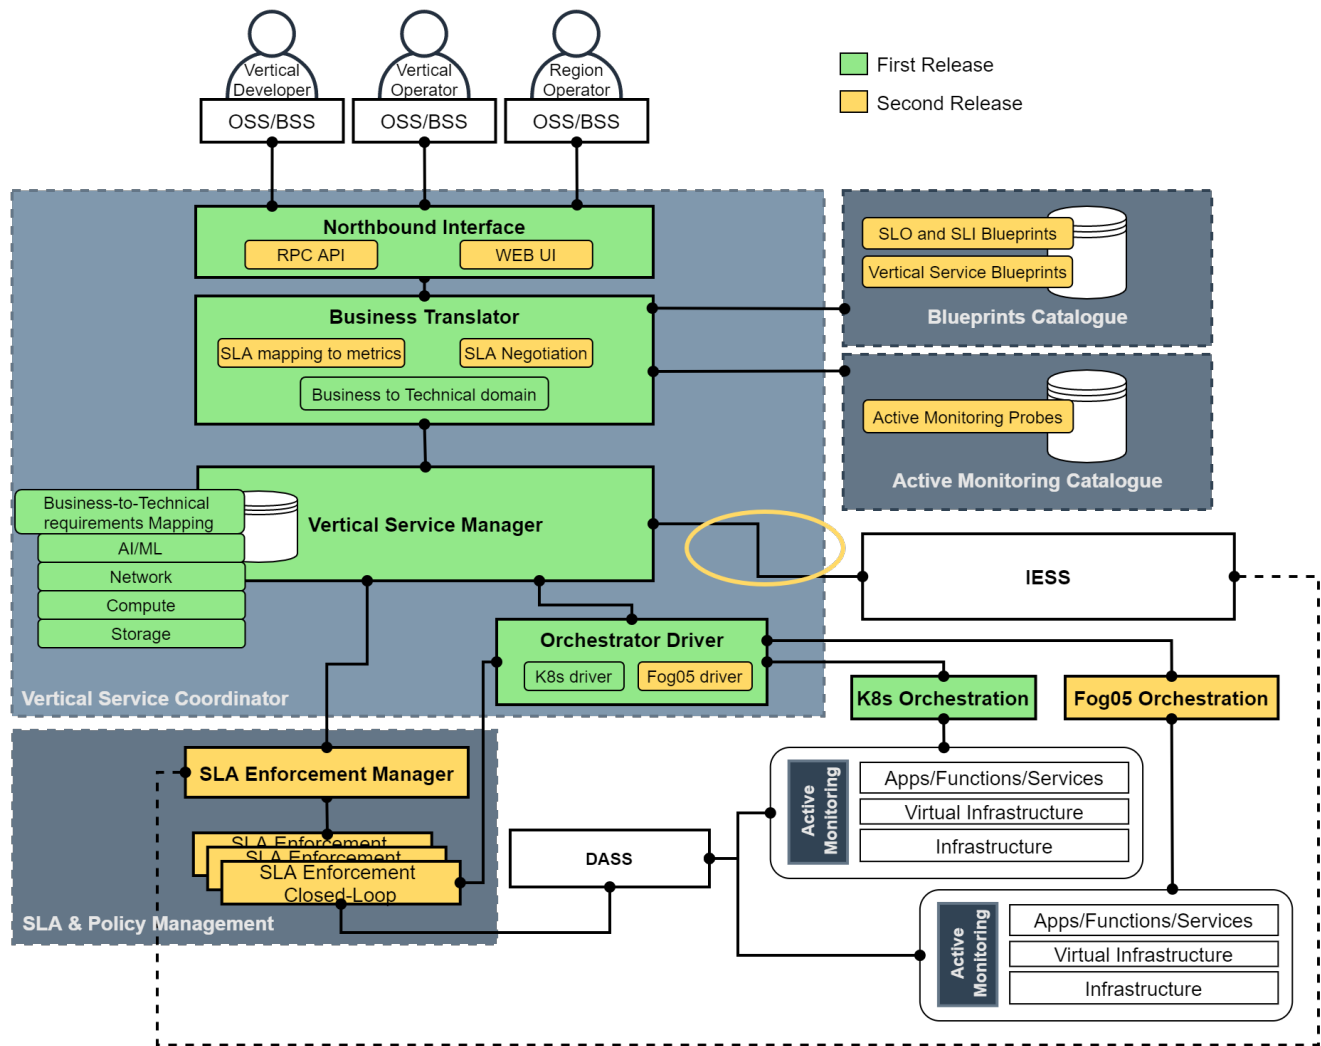 Vertical
Developer
Vertical
Operator
Region
Operator
OSS/BSS
OSS/BSS
OSS/BSS
First Release
Second Release
Northbound Interface
RPC API
WEB UI
Business Translator
SLA mapping to metrics
SLA Negotiation
Business to Technical domain
SLO and SLI Blueprints
Vertical Service Blueprints
Blueprints Catalogue
Active Monitoring Probes
Active Monitoring Catalogue
Business-to-Technical
requirements Mapping
AI/ML
Network
Compute
Storage
Vertical Service Manager
IESS
Orchestrator Driver
K8s driver
Fog05 driver
Vertical Service Coordinator
K8s Orchestration
Fog05 Orchestration
SLA Enforcement Manager
SLA Enforcement
SLA Enforcement
SLA Enforcement
Closed-Loop
SLA & Policy Management
DASS
Active
Monitoring
Apps/Functions/Services
Virtual Infrastructure
Infrastructure
Active
Monitoring
Apps/Functions/Services
Virtual Infrastructure
Infrastructure